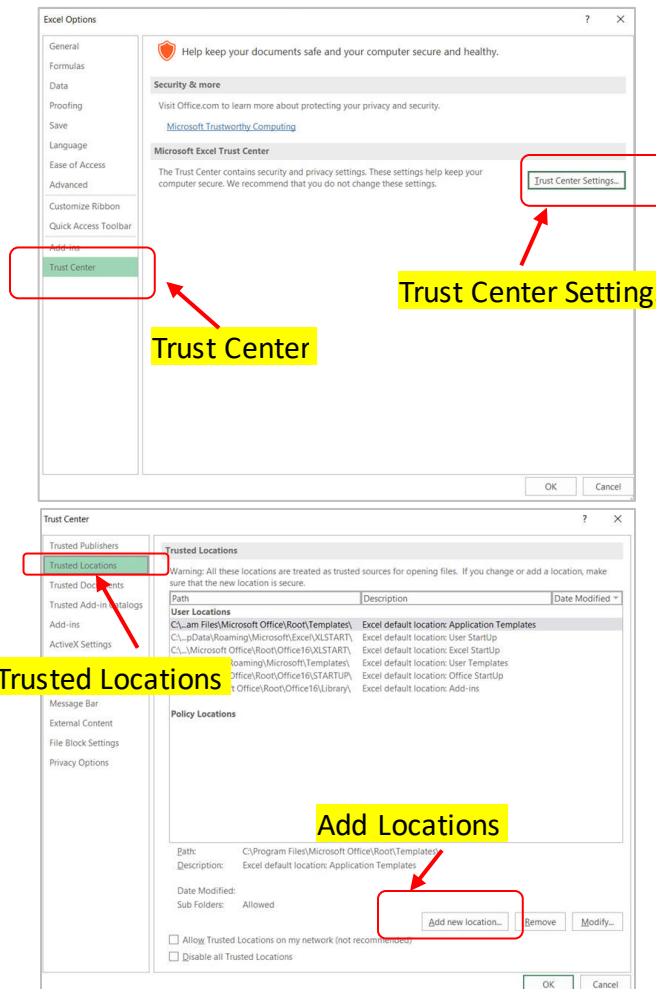 Excel Options ? ×
General
Formulas
Data
Proofing
Save
Language
Ease of Access
Advanced
Customize Ribbon
Quick Access Toolbar
Add-ins
Trust Center
Help keep your documents safe and your computer secure and healthy.
Security & more
Visit Office.com to learn more about protecting your privacy and security.
Microsoft Trustworthy Computing
Microsoft Excel Trust Center
The Trust Center contains security and privacy settings. These settings help keep your
computer secure. We recommend that you do not change these settings.
Trust Center Settings...
Trust Center Setting
Trust Center
OK Cancel
Trust Center ? ×
Trusted Publishers
Trusted Locations
Trusted Documents
Trusted Add-in Catalogs
Add-ins
ActiveX Settings
Trusted Locations
Message Bar
External Content
File Block Settings
Privacy Options
Trusted Locations
Warning: All these locations are treated as trusted sources for opening files. If you change or add a location, make
sure that the new location is secure.
Path Description Date Modified
User Locations
C:\...am Files\Microsoft Office\Root\Templates\ Excel default location: Application Templates
C:\...pData\Roaming\Microsoft\Excel\XLSTART\ Excel default location: User StartUp
C:\...\Microsoft Office\Root\Office16\XLSTART\ Excel default location: Excel StartUp
Roaming\Microsoft\Templates\ Excel default location: User Templates
Office\Root\Office16\STARTUP\ Excel default location: Office StartUp
Office\Root\Office16\Library\ Excel default location: Add-ins
Policy Locations
Add Locations
Path: C:\Program Files\Microsoft Office\Root\Templates\
Description: Excel default location: Application Templates
Date Modified:
Sub Folders: Allowed
Add new location... Remove Modify...
Allow Trusted Locations on my network (not recommended)
Disable all Trusted Locations
OK Cancel